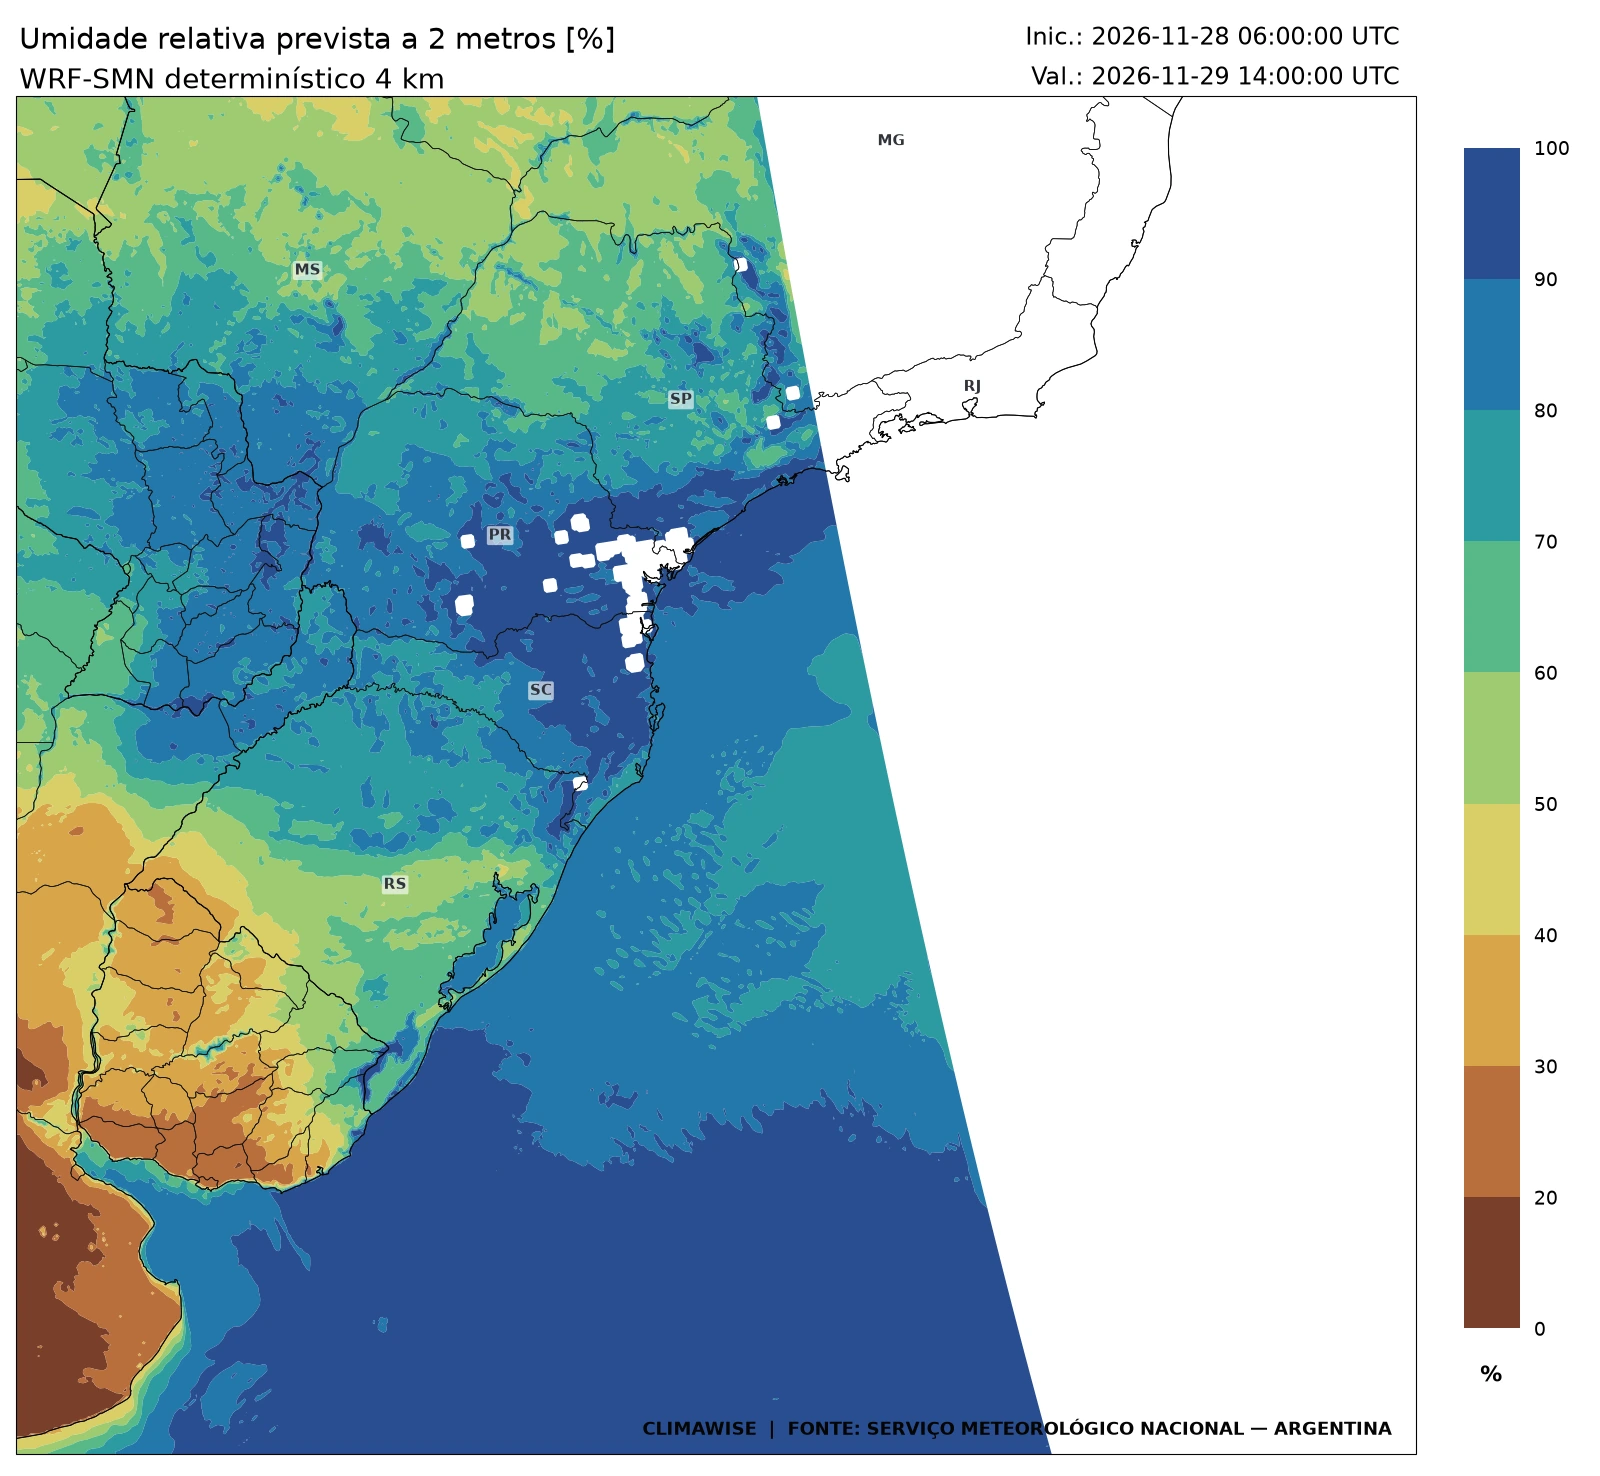 Umidade relativa prevista a 2 metros [%]
WRF-SMN determinístico 4 km
Inic.: 2026-11-28 06:00:00 UTC
Val.: 2026-11-29 14:00:00 UTC
MG
MS
SP
RJ
PR
SC
RS
100
90
80
70
60
50
40
30
20
0
%
CLIMAWISE | FONTE: SERVIÇO METEOROLÓGICO NACIONAL — ARGENTINA